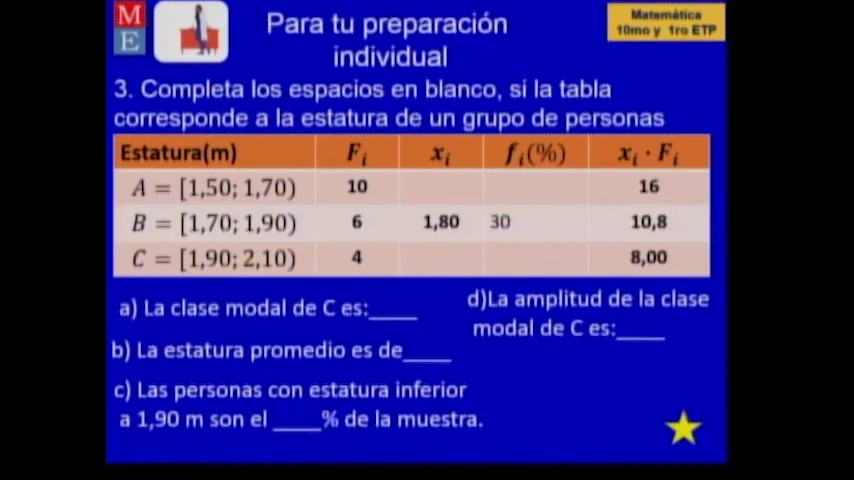 M
E
Para tu preparación
individual
Matemática
10mo y 1ro ETP
3. Completa los espacios en blanco, si la tabla
corresponde a la estatura de un grupo de personas
Estatura(m) Fᵢ xᵢ fᵢ(%) xᵢ · Fᵢ
A = [1,50; 1,70) 10 16
B = [1,70; 1,90) 6 1,80 30 10,8
C = [1,90; 2,10) 4 8,00
a) La clase modal de C es:____
b) La estatura promedio es de____
c) Las personas con estatura inferior
a 1,90 m son el ____% de la muestra.
d)La amplitud de la clase
modal de C es:____